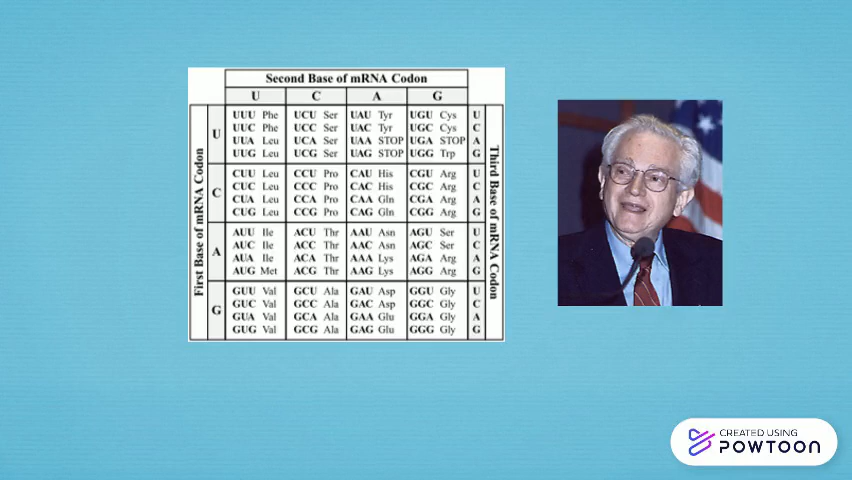 Second Base of mRNA Codon
U C A G
First Base of mRNA Codon
U
UUU Phe UCU Ser UAU Tyr UGU Cys U
UUC Phe UCC Ser UAC Tyr UGC Cys C
UUA Leu UCA Ser UAA STOP UGA STOP A
UUG Leu UCG Ser UAG STOP UGG Trp G
C
CUU Leu CCU Pro CAU His CGU Arg U
CUC Leu CCC Pro CAC His CGC Arg C
CUA Leu CCA Pro CAA Gln CGA Arg A
CUG Leu CCG Pro CAG Gln CGG Arg G
A
AUU Ile ACU Thr AAU Asn AGU Ser U
AUC Ile ACC Thr AAC Asn AGC Ser C
AUA Ile ACA Thr AAA Lys AGA Arg A
AUG Met ACG Thr AAG Lys AGG Arg G
G
GUU Val GCU Ala GAU Asp GGU Gly U
GUC Val GCC Ala GAC Asp GGC Gly C
GUA Val GCA Ala GAA Glu GGA Gly A
GUG Val GCG Ala GAG Glu GGG Gly G
Third Base of mRNA Codon
CREATED USING
POWTOON